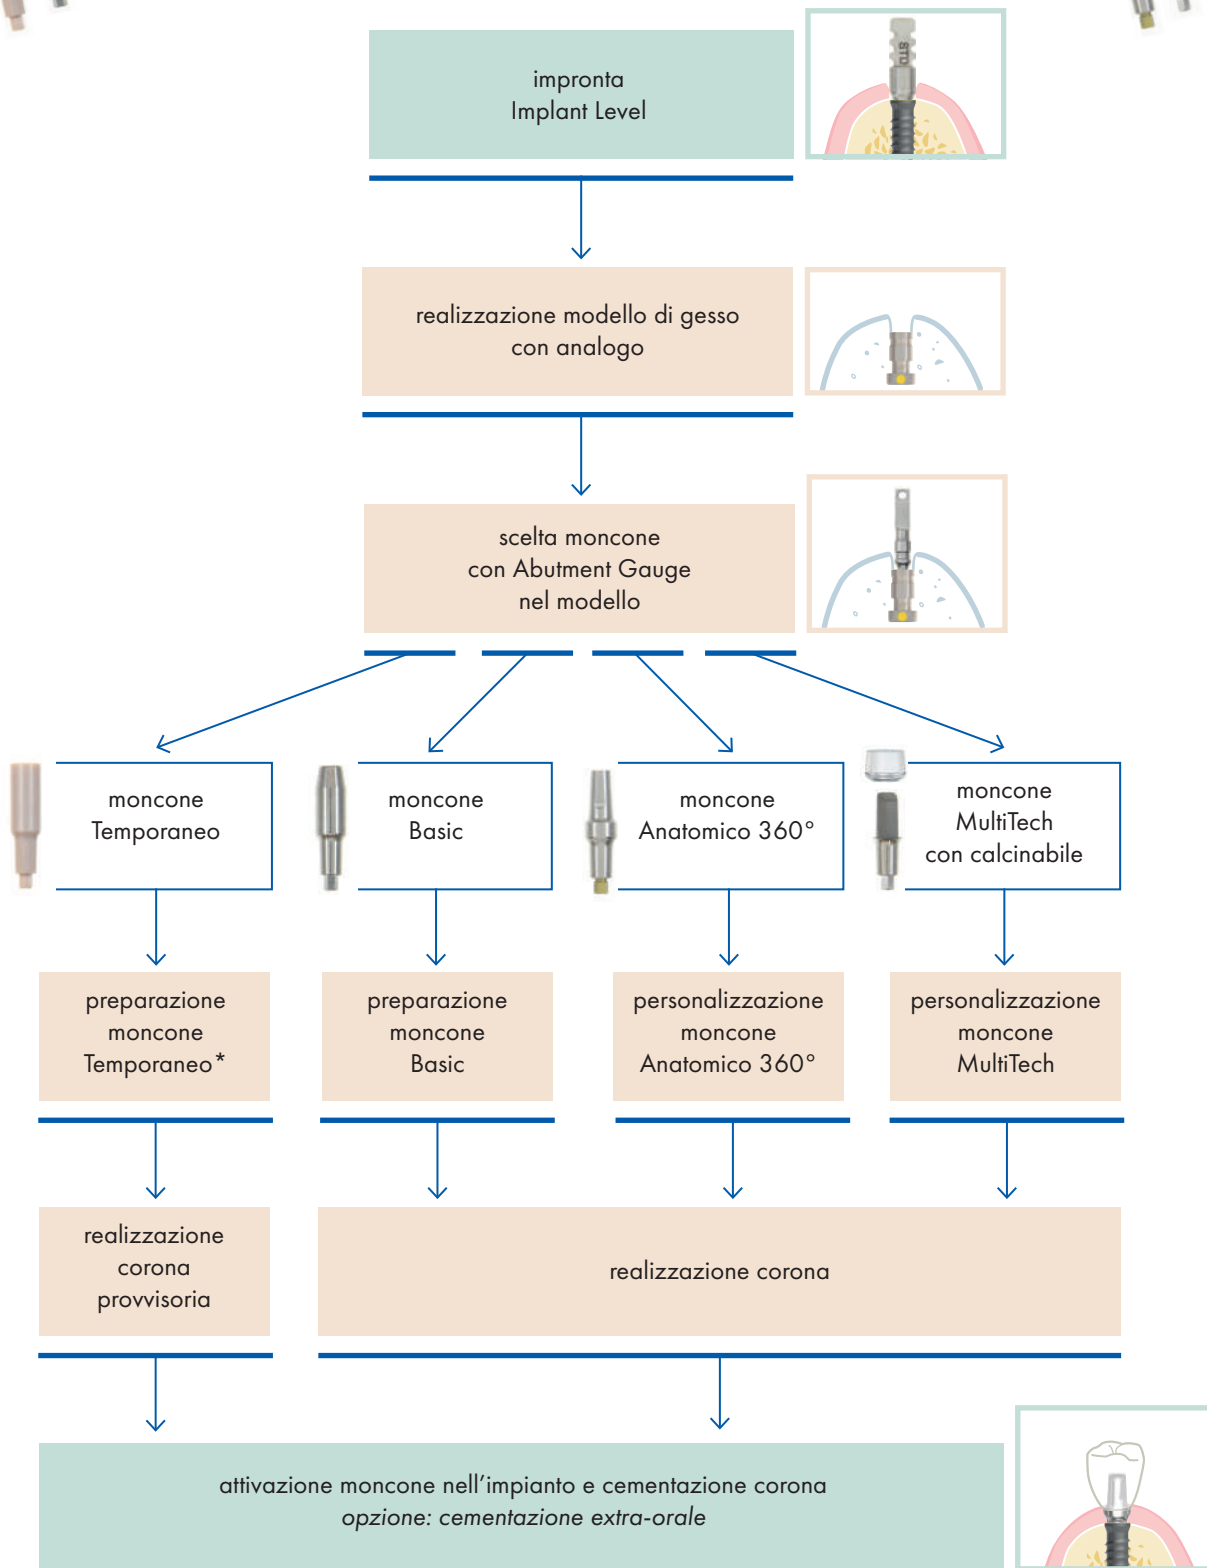 impronta
Implant Level
STD
realizzazione modello di gesso
con analogo
scelta moncone
con Abutment Gauge
nel modello
moncone
Temporaneo
moncone
Basic
moncone
Anatomico 360°
moncone
MultiTech
con calcinabile
preparazione
moncone
Temporaneo*
preparazione
moncone
Basic
personalizzazione
moncone
Anatomico 360°
personalizzazione
moncone
MultiTech
realizzazione
corona
provvisoria
realizzazione corona
attivazione moncone nell'impianto e cementazione corona
opzione: cementazione extra-orale